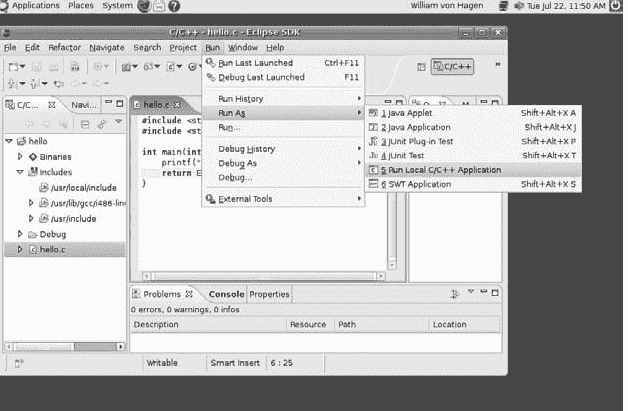 Applications Places System William von Hagen Tue Jul 22, 11:50 AM
C/C++ - hello.c - Eclipse SDK
File Edit Refactor Navigate Search Project Run Window Help
Run Last Launched Ctrl+F11
Debug Last Launched F11
C/C++
Run History
Run As
Run...
Debug History
Debug As
Debug...
External Tools
1 Java Applet Shift+Alt+X A
2 Java Application Shift+Alt+X J
3 JUnit Plug-in Test Shift+Alt+X P
4 JUnit Test Shift+Alt+X T
5 Run Local C/C++ Application
6 SWT Application Shift+Alt+X S
C/C... Navi...
hello
Binaries
Includes
/usr/local/include
/usr/lib/gcc/i486-lin
/usr/include
Debug
hello.c
hello.c
#include <st
#include <st
int main(int
printf("
return
}
Problems Console Properties
0 errors, 0 warnings, 0 infos
Description Resource Path Location
Writable Smart Insert 6 : 25